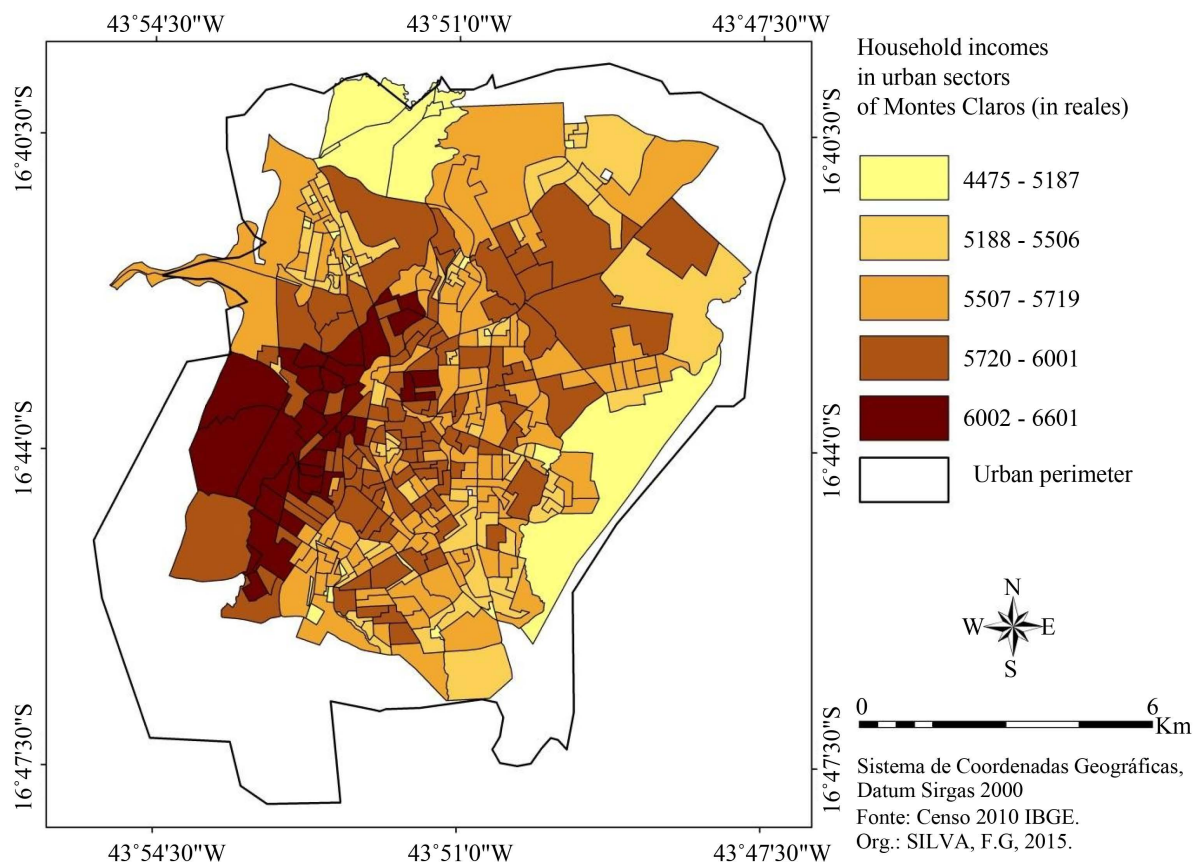 43°54'30"W 43°51'0"W 43°47'30"W
16°40'30"S
16°44'0"S
16°47'30"S
16°40'30"S
16°44'0"S
16°47'30"S
43°54'30"W 43°51'0"W 43°47'30"W
Household incomes
in urban sectors
of Montes Claros (in reales)
4475 - 5187
5188 - 5506
5507 - 5719
5720 - 6001
6002 - 6601
Urban perimeter
N
W E
S
0 6
Km
Sistema de Coordenadas Geográficas,
Datum Sirgas 2000
Fonte: Censo 2010 IBGE.
Org.: SILVA, F.G, 2015.